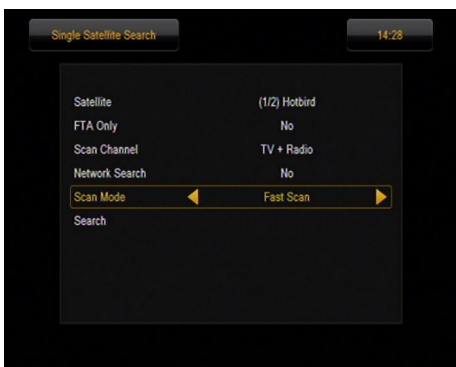 Single Satellite Search 14:28
Satellite (1/2) Hotbird
FTA Only No
Scan Channel TV + Radio
Network Search No
Scan Mode Fast Scan
Search